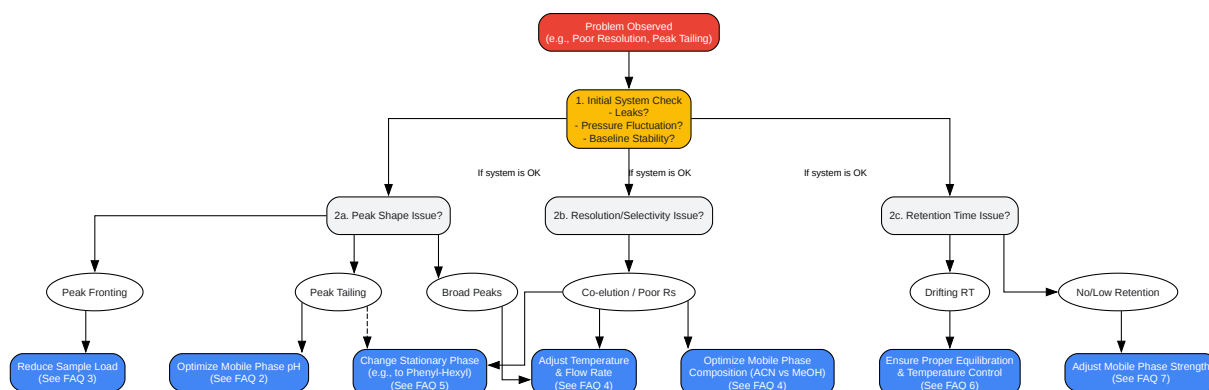 Problem Observed
(e.g., Poor Resolution, Peak Tailing)
1. Initial System Check
- Leaks?
- Pressure Fluctuation?
- Baseline Stability?
If system is OK
If system is OK
If system is OK
2a. Peak Shape Issue?
2b. Resolution/Selectivity Issue?
2c. Retention Time Issue?
Peak Fronting
Peak Tailing
Broad Peaks
Co-elution / Poor Rs
Drifting RT
No/Low Retention
Reduce Sample Load
(See FAQ 3)
Optimize Mobile Phase pH
(See FAQ 2)
Change Stationary Phase
(e.g., to Phenyl-Hexyl)
(See FAQ 5)
Adjust Temperature
& Flow Rate
(See FAQ 4)
Optimize Mobile Phase
Composition (ACN vs MeOH)
(See FAQ 4)
Ensure Proper Equilibration
& Temperature Control
(See FAQ 6)
Adjust Mobile Phase Strength
(See FAQ 7)